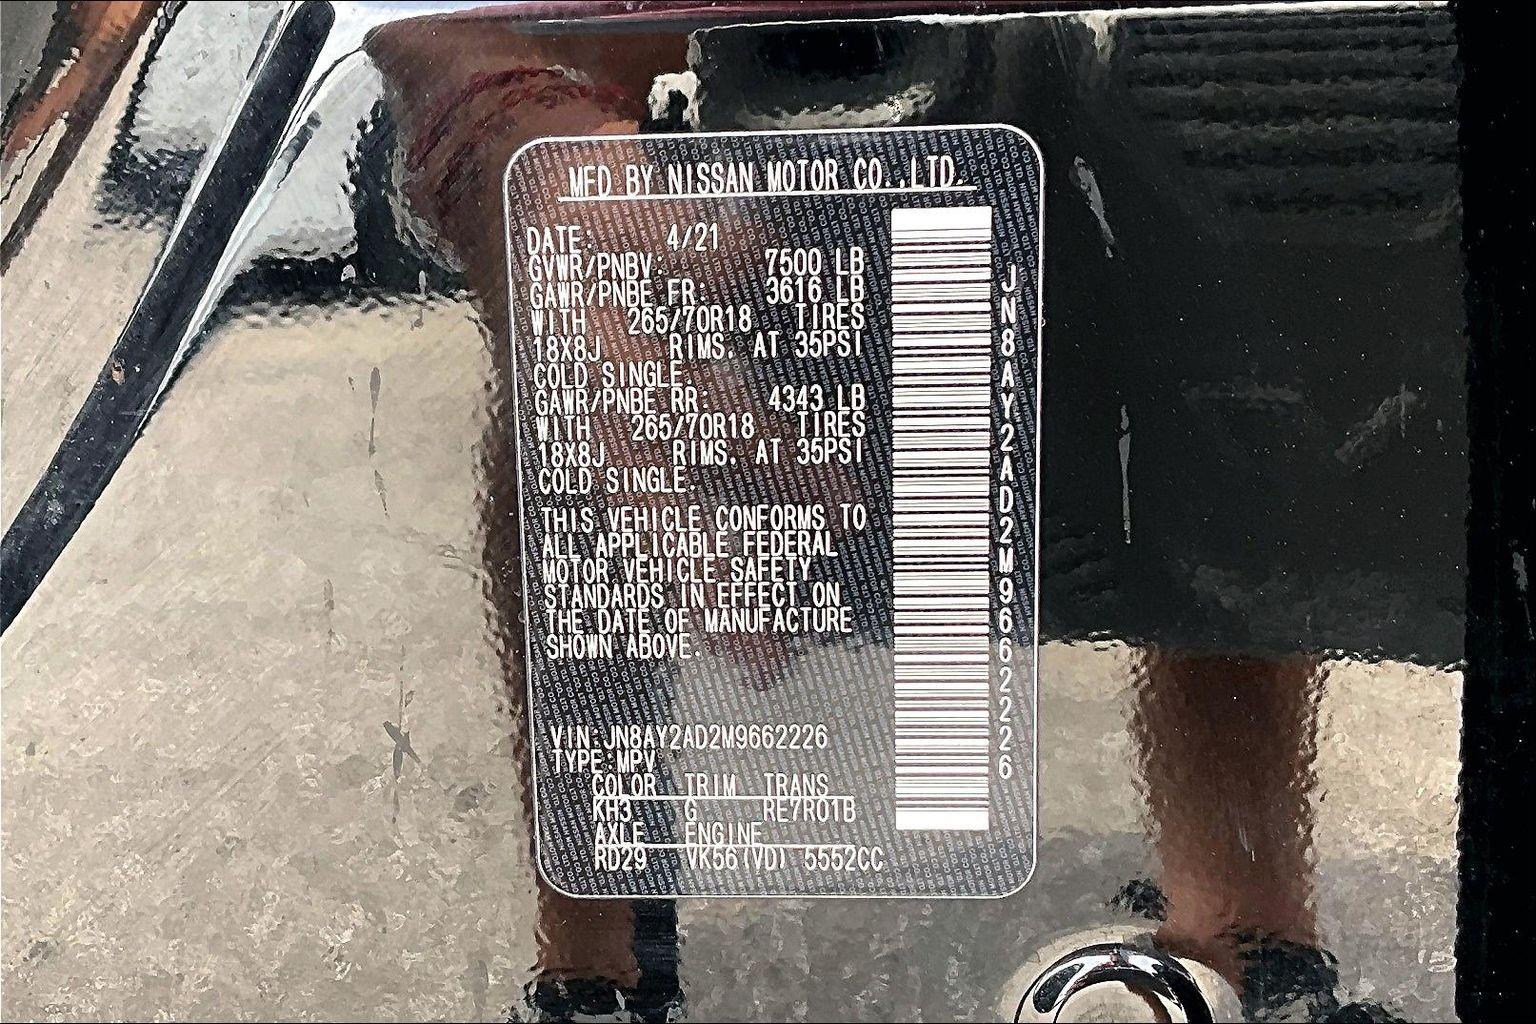 MFD BY NISSAN MOTOR CO.,LTD.
DATE: 4/21
GVWR/PNBV: 7500 LB
GAWR/PNBE FR: 3616 LB
WITH 265/70R18 TIRES
18X8J RIMS, AT 35PSI
COLD SINGLE.
GAWR/PNBE RR: 4343 LB
WITH 265/70R18 TIRES
18X8J RIMS, AT 35PSI
COLD SINGLE.
THIS VEHICLE CONFORMS TO
ALL APPLICABLE FEDERAL
MOTOR VEHICLE SAFETY
STANDARDS IN EFFECT ON
THE DATE OF MANUFACTURE
SHOWN ABOVE.
VIN:JN8AY2AD2M9662226
TYPE:MPV
COLOR TRIM TRANS
KH3 G RE7R01B
AXLE ENGINE
RD29 VK56(VD) 5552CC
JN8AY2AD2M9662226